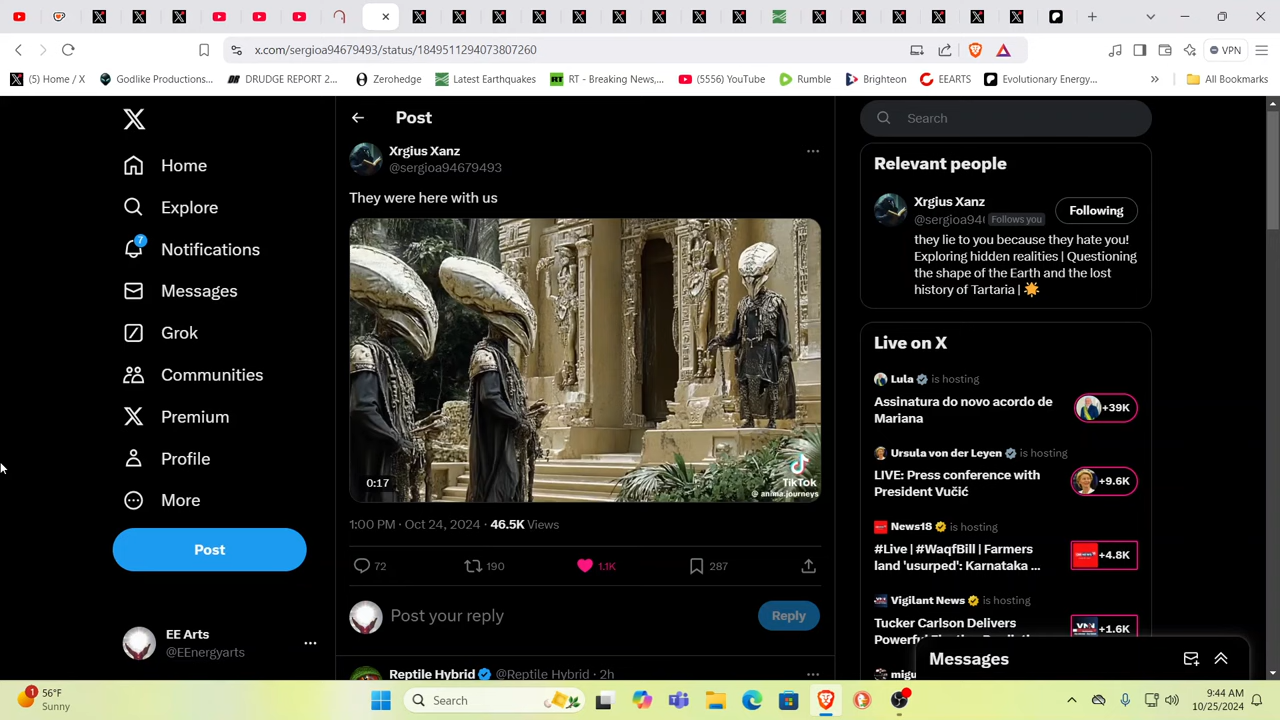 x.com/sergioa94679493/status/1849511294073807260
VPN
(5) Home / X
Godlike Productions...
DRUDGE REPORT 2...
Zerohedge
Latest Earthquakes
RT - Breaking News,...
(5555) YouTube
Rumble
Brighteon
EEARTS
Evolutionary Energy...
All Bookmarks
Home
Explore
7
Notifications
Messages
Grok
Communities
Premium
Profile
More
Post
EE Arts
@EEnergyarts
Post
Xrgius Xanz
@sergioa94679493
They were here with us
0:17
TikTok
@ anima.journeys
1:00 PM · Oct 24, 2024 · 46.5K Views
72
190
1.1K
287
Post your reply
Reply
Reptile Hybrid @Reptile Hybrid · 2h
Search
Relevant people
Xrgius Xanz
@sergioa94 Follows you
Following
they lie to you because they hate you!
Exploring hidden realities | Questioning
the shape of the Earth and the lost
history of Tartaria |
Live on X
Lula is hosting
Assinatura do novo acordo de
Mariana
+39K
Ursula von der Leyen is hosting
LIVE: Press conference with
President Vučić
+9.6K
News18 is hosting
#Live | #WaqfBill | Farmers
land 'usurped': Karnataka ...
+4.8K
Vigilant News is hosting
Tucker Carlson Delivers
+1.6K
Messages
1
56°F
Sunny
Search
9:44 AM
10/25/2024